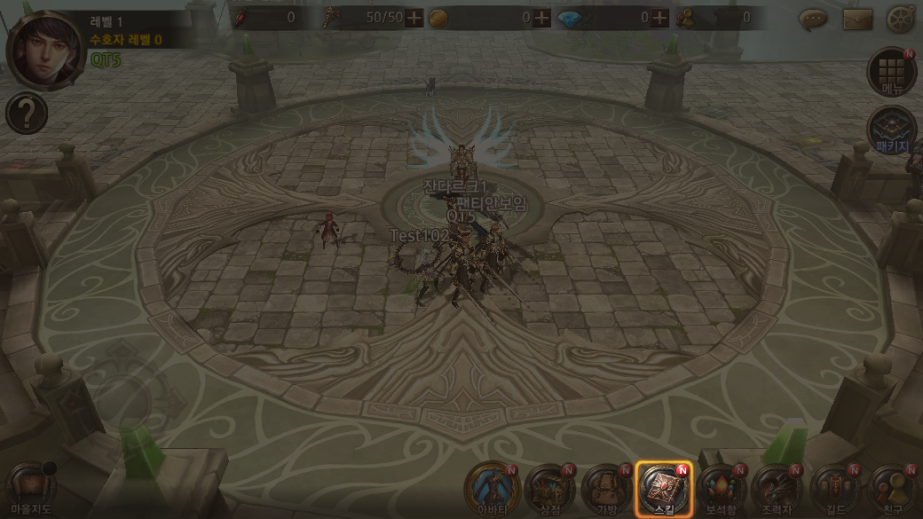 레벨 1
수호자 레벨 0
QT5
0
50/50
0
0
0
?
N
메뉴
패키지
잔다르크1
팬티안보임
QT5
Test102
마을지도
N
아바타
N
상점
N
가방
N
스킬
N
보석함
N
조력자
N
길드
N
친구